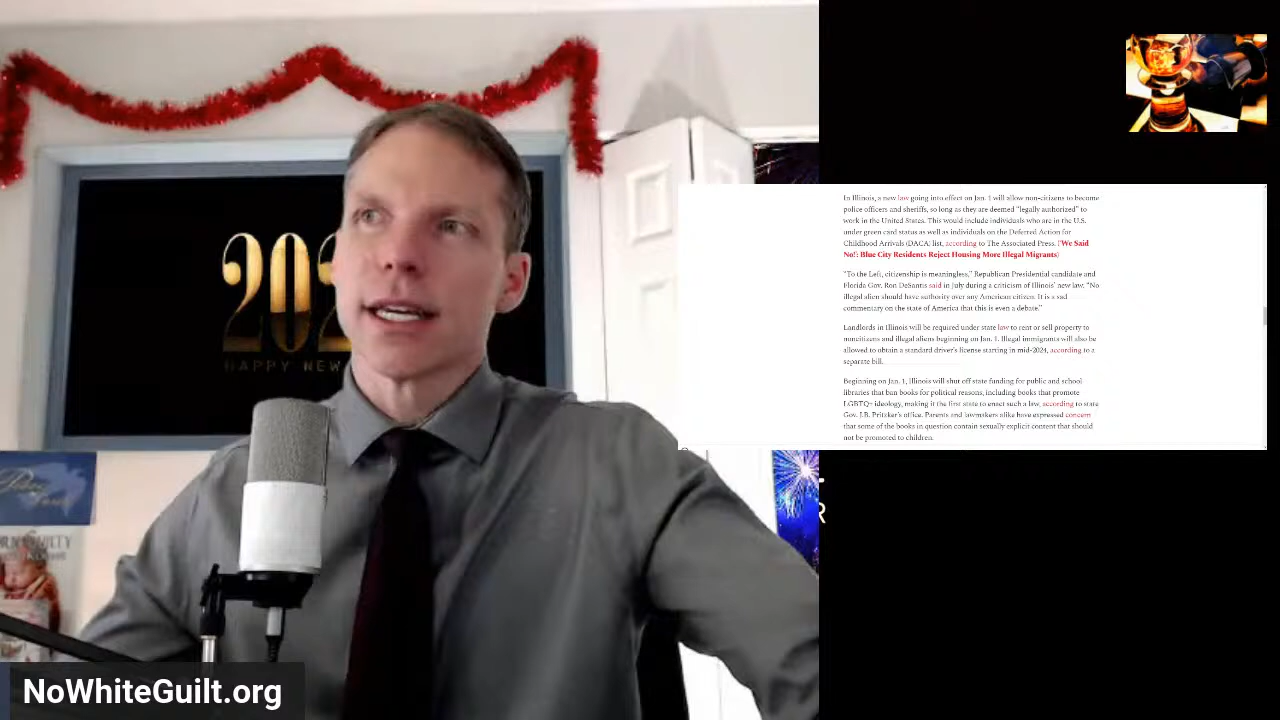 202
HAPPY NEW
NoWhiteGuilt.org
In Illinois, a new law going into effect on Jan. 1 will allow non-citizens to become
police officers and sheriffs, so long as they are deemed “legally authorized” to
work in the United States. This would include individuals who are in the U.S.
under green card status as well as individuals on the Deferred Action for
Childhood Arrivals (DACA) list, according to The Associated Press. [‘We Said
No!’: Blue City Residents Reject Housing More Illegal Migrants]
“To the Left, citizenship is meaningless,” Republican Presidential candidate and
Florida Gov. Ron DeSantis said in July during a criticism of Illinois’ new law. “No
illegal alien should have authority over any American citizen. It is a sad
commentary on the state of America that this is even a debate.”
Landlords in Illinois will be required under state law to rent or sell property to
noncitizens and illegal aliens beginning on Jan. 1. Illegal immigrants will also be
allowed to obtain a standard driver’s license starting in mid-2024, according to a
separate bill.
Beginning on Jan. 1, Illinois will shut off state funding for public and school
libraries that ban books for political reasons, including books that promote
LGBTQ+ ideology, making it the first state to enact such a law, according to state
Gov. J.B. Pritzker’s office. Parents and lawmakers alike have expressed concern
that some of the books in question contain sexually explicit content that should
not be promoted to children.
R